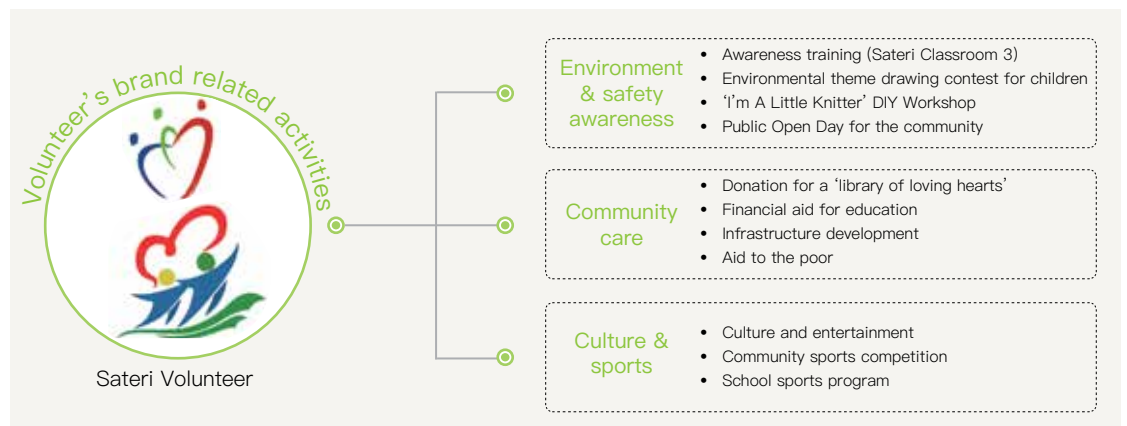 Volunteer's brand related activities
Sateri Volunteer
Environment
& safety
awareness
• Awareness training (Sateri Classroom 3)
• Environmental theme drawing contest for children
• ‘I’m A Little Knitter’ DIY Workshop
• Public Open Day for the community
Community
care
• Donation for a ‘library of loving hearts’
• Financial aid for education
• Infrastructure development
• Aid to the poor
Culture &
sports
• Culture and entertainment
• Community sports competition
• School sports program